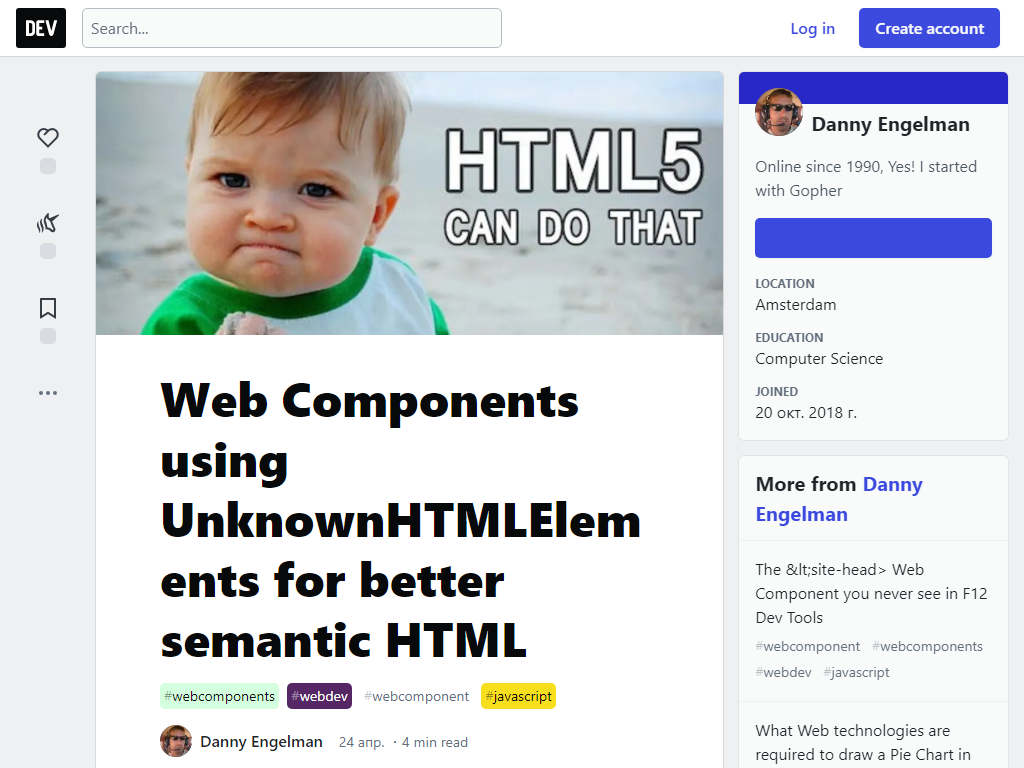 DEV
Search...
Log in
Create account
HTML5
CAN DO THAT
Web Components
using
UnknownHTMLElem
ents for better
semantic HTML
#webcomponents #webdev #webcomponent #javascript
Danny Engelman 24 апр. · 4 min read
Danny Engelman
Online since 1990, Yes! I started
with Gopher
LOCATION
Amsterdam
EDUCATION
Computer Science
JOINED
20 окт. 2018 г.
More from Danny
Engelman
The &lt;site-head> Web
Component you never see in F12
Dev Tools
#webcomponent #webcomponents
#webdev #javascript
What Web technologies are
required to draw a Pie Chart in